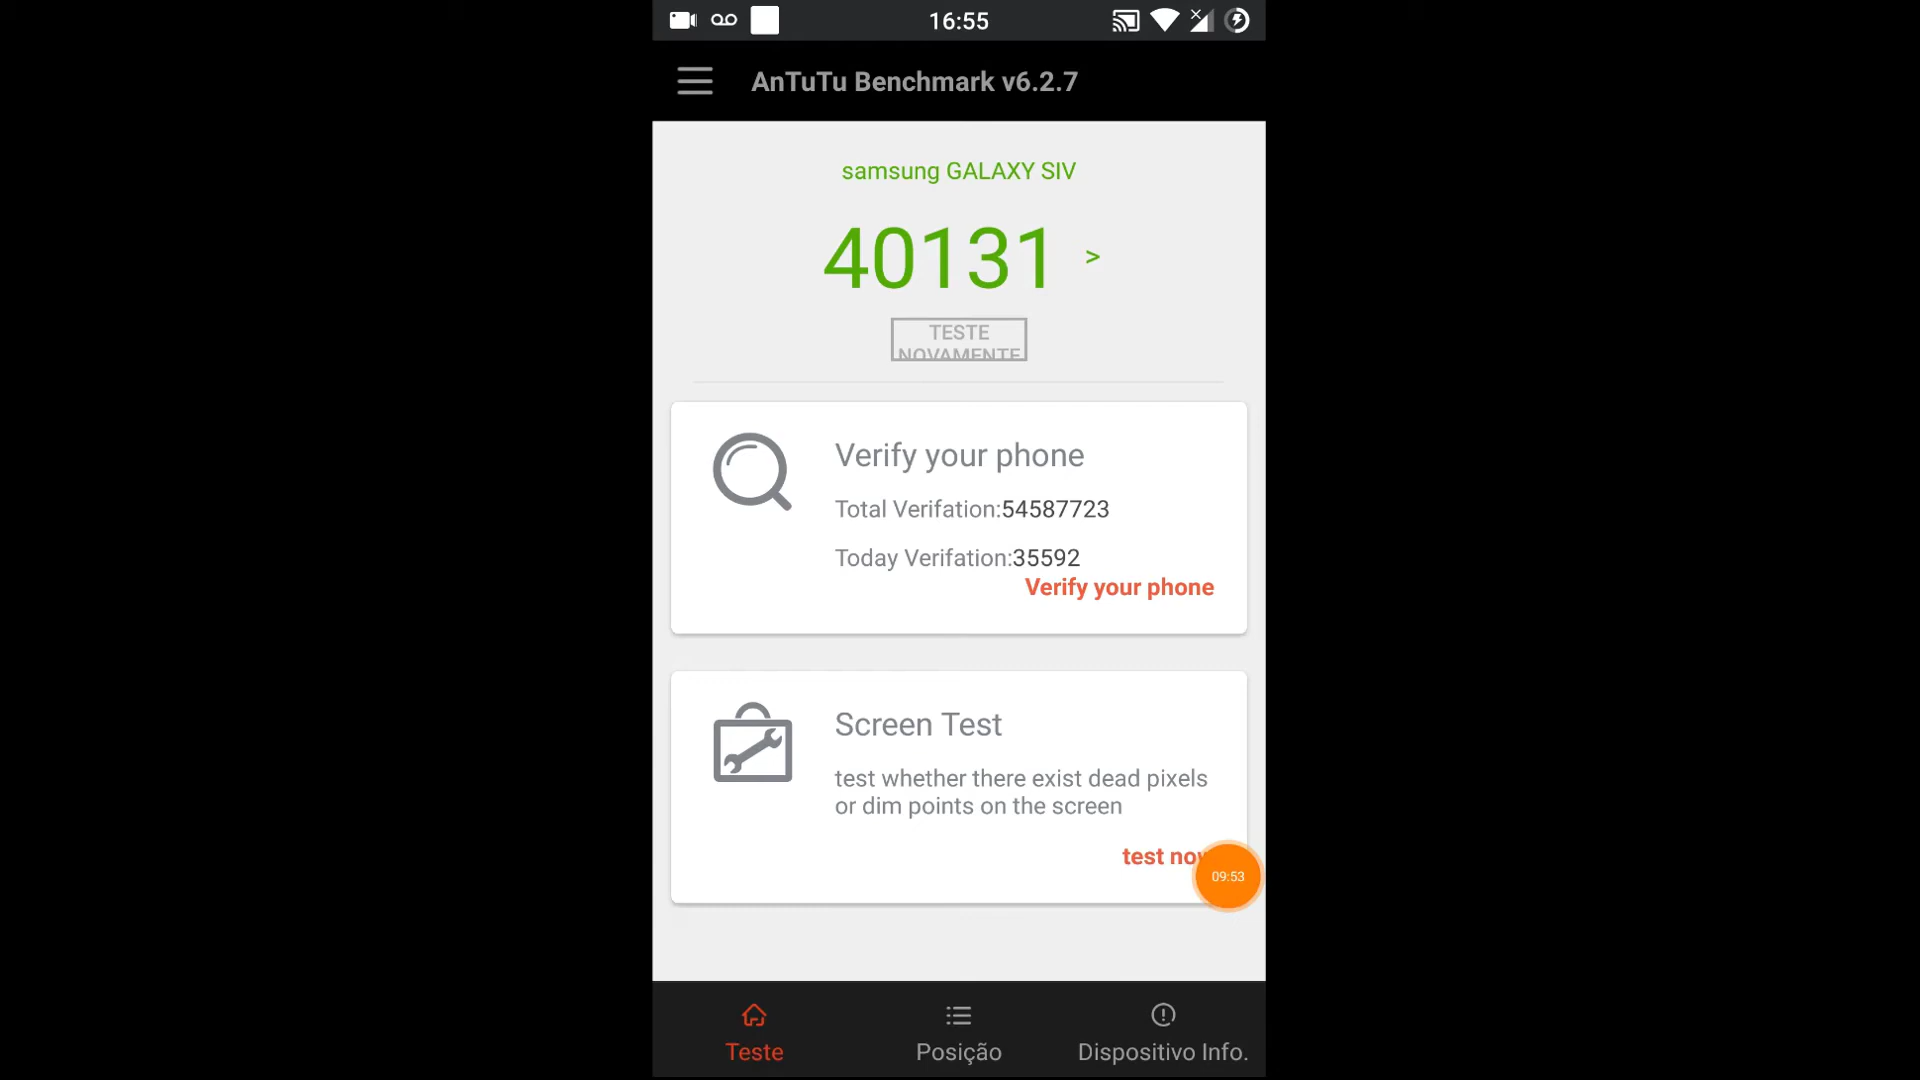 16:55
AnTuTu Benchmark v6.2.7
samsung GALAXY SIV
40131 >
TESTE
NOVAMENTE
Verify your phone
Total Verifation:54587723
Today Verifation:35592
Verify your phone
Screen Test
test whether there exist dead pixels
or dim points on the screen
test now
09:53
Teste
Posição
Dispositivo Info.